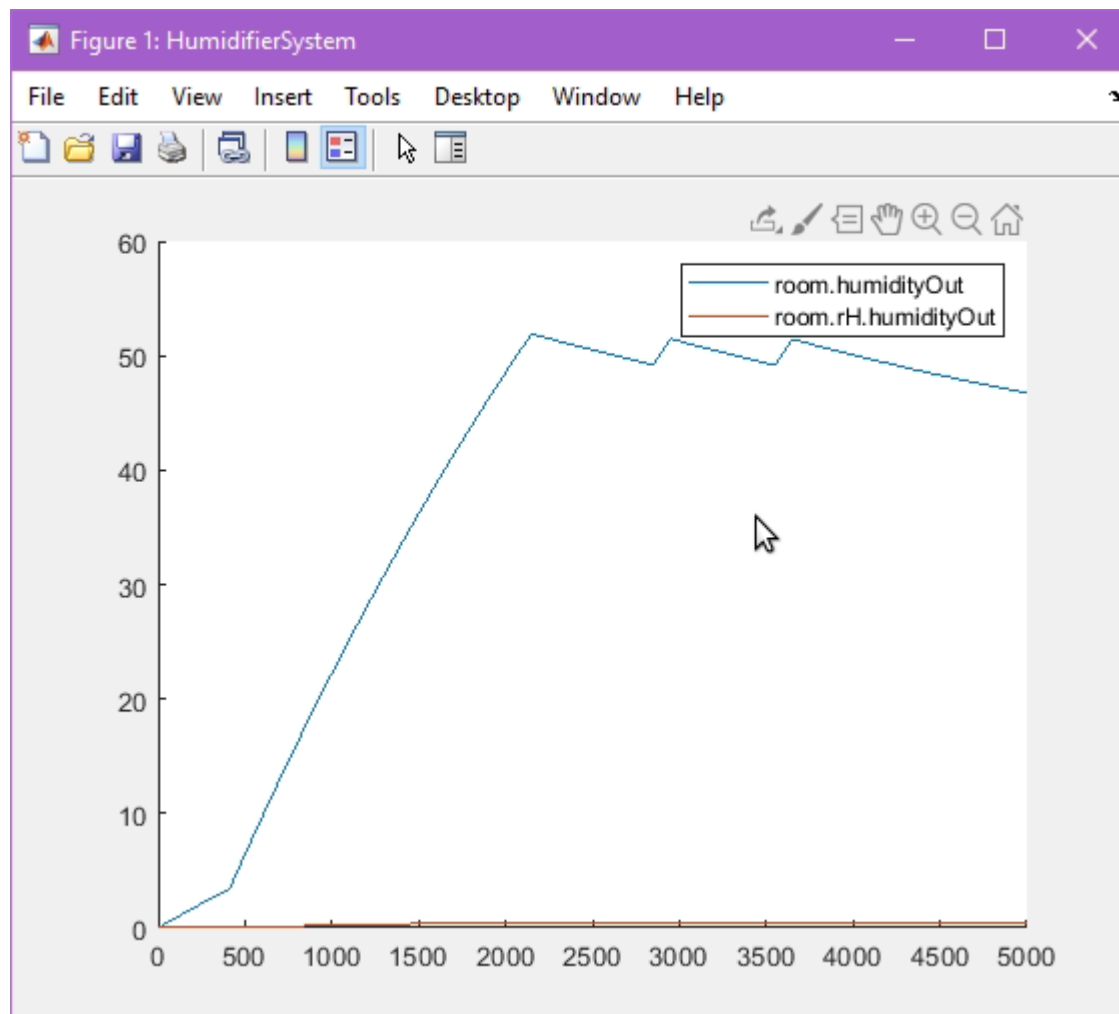 Figure 1: HumidifierSystem
File Edit View Insert Tools Desktop Window Help
60
room.humidityOut
room.rH.humidityOut
50
40
30
20
10
0
0 500 1000 1500 2000 2500 3000 3500 4000 4500 5000